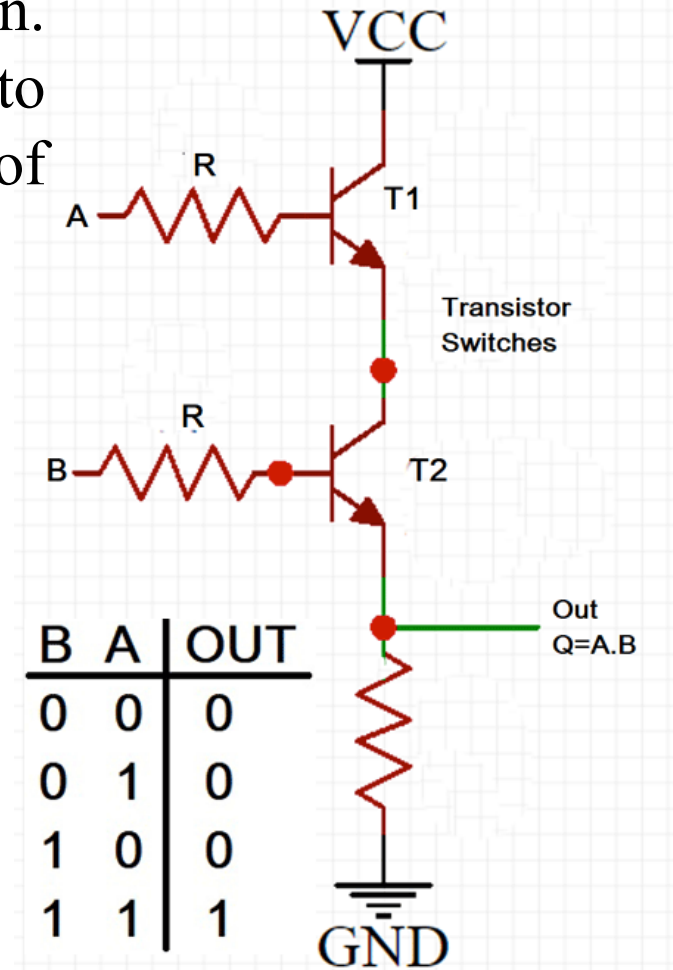 n.
to
of
VCC
R
A
T1
Transistor
Switches
R
B
T2
Out
Q=A.B
B A OUT
0 0 0
0 1 0
1 0 0
1 1 1
GND